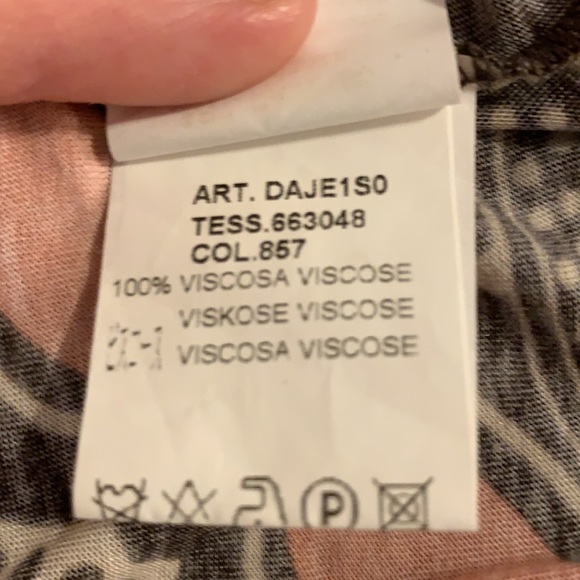 ART. DAJE1S0
TESS.663048
COL.857
100% VISCOSA VISCOSE
VISKOSE VISCOSE
VISCOSA VISCOSE
P